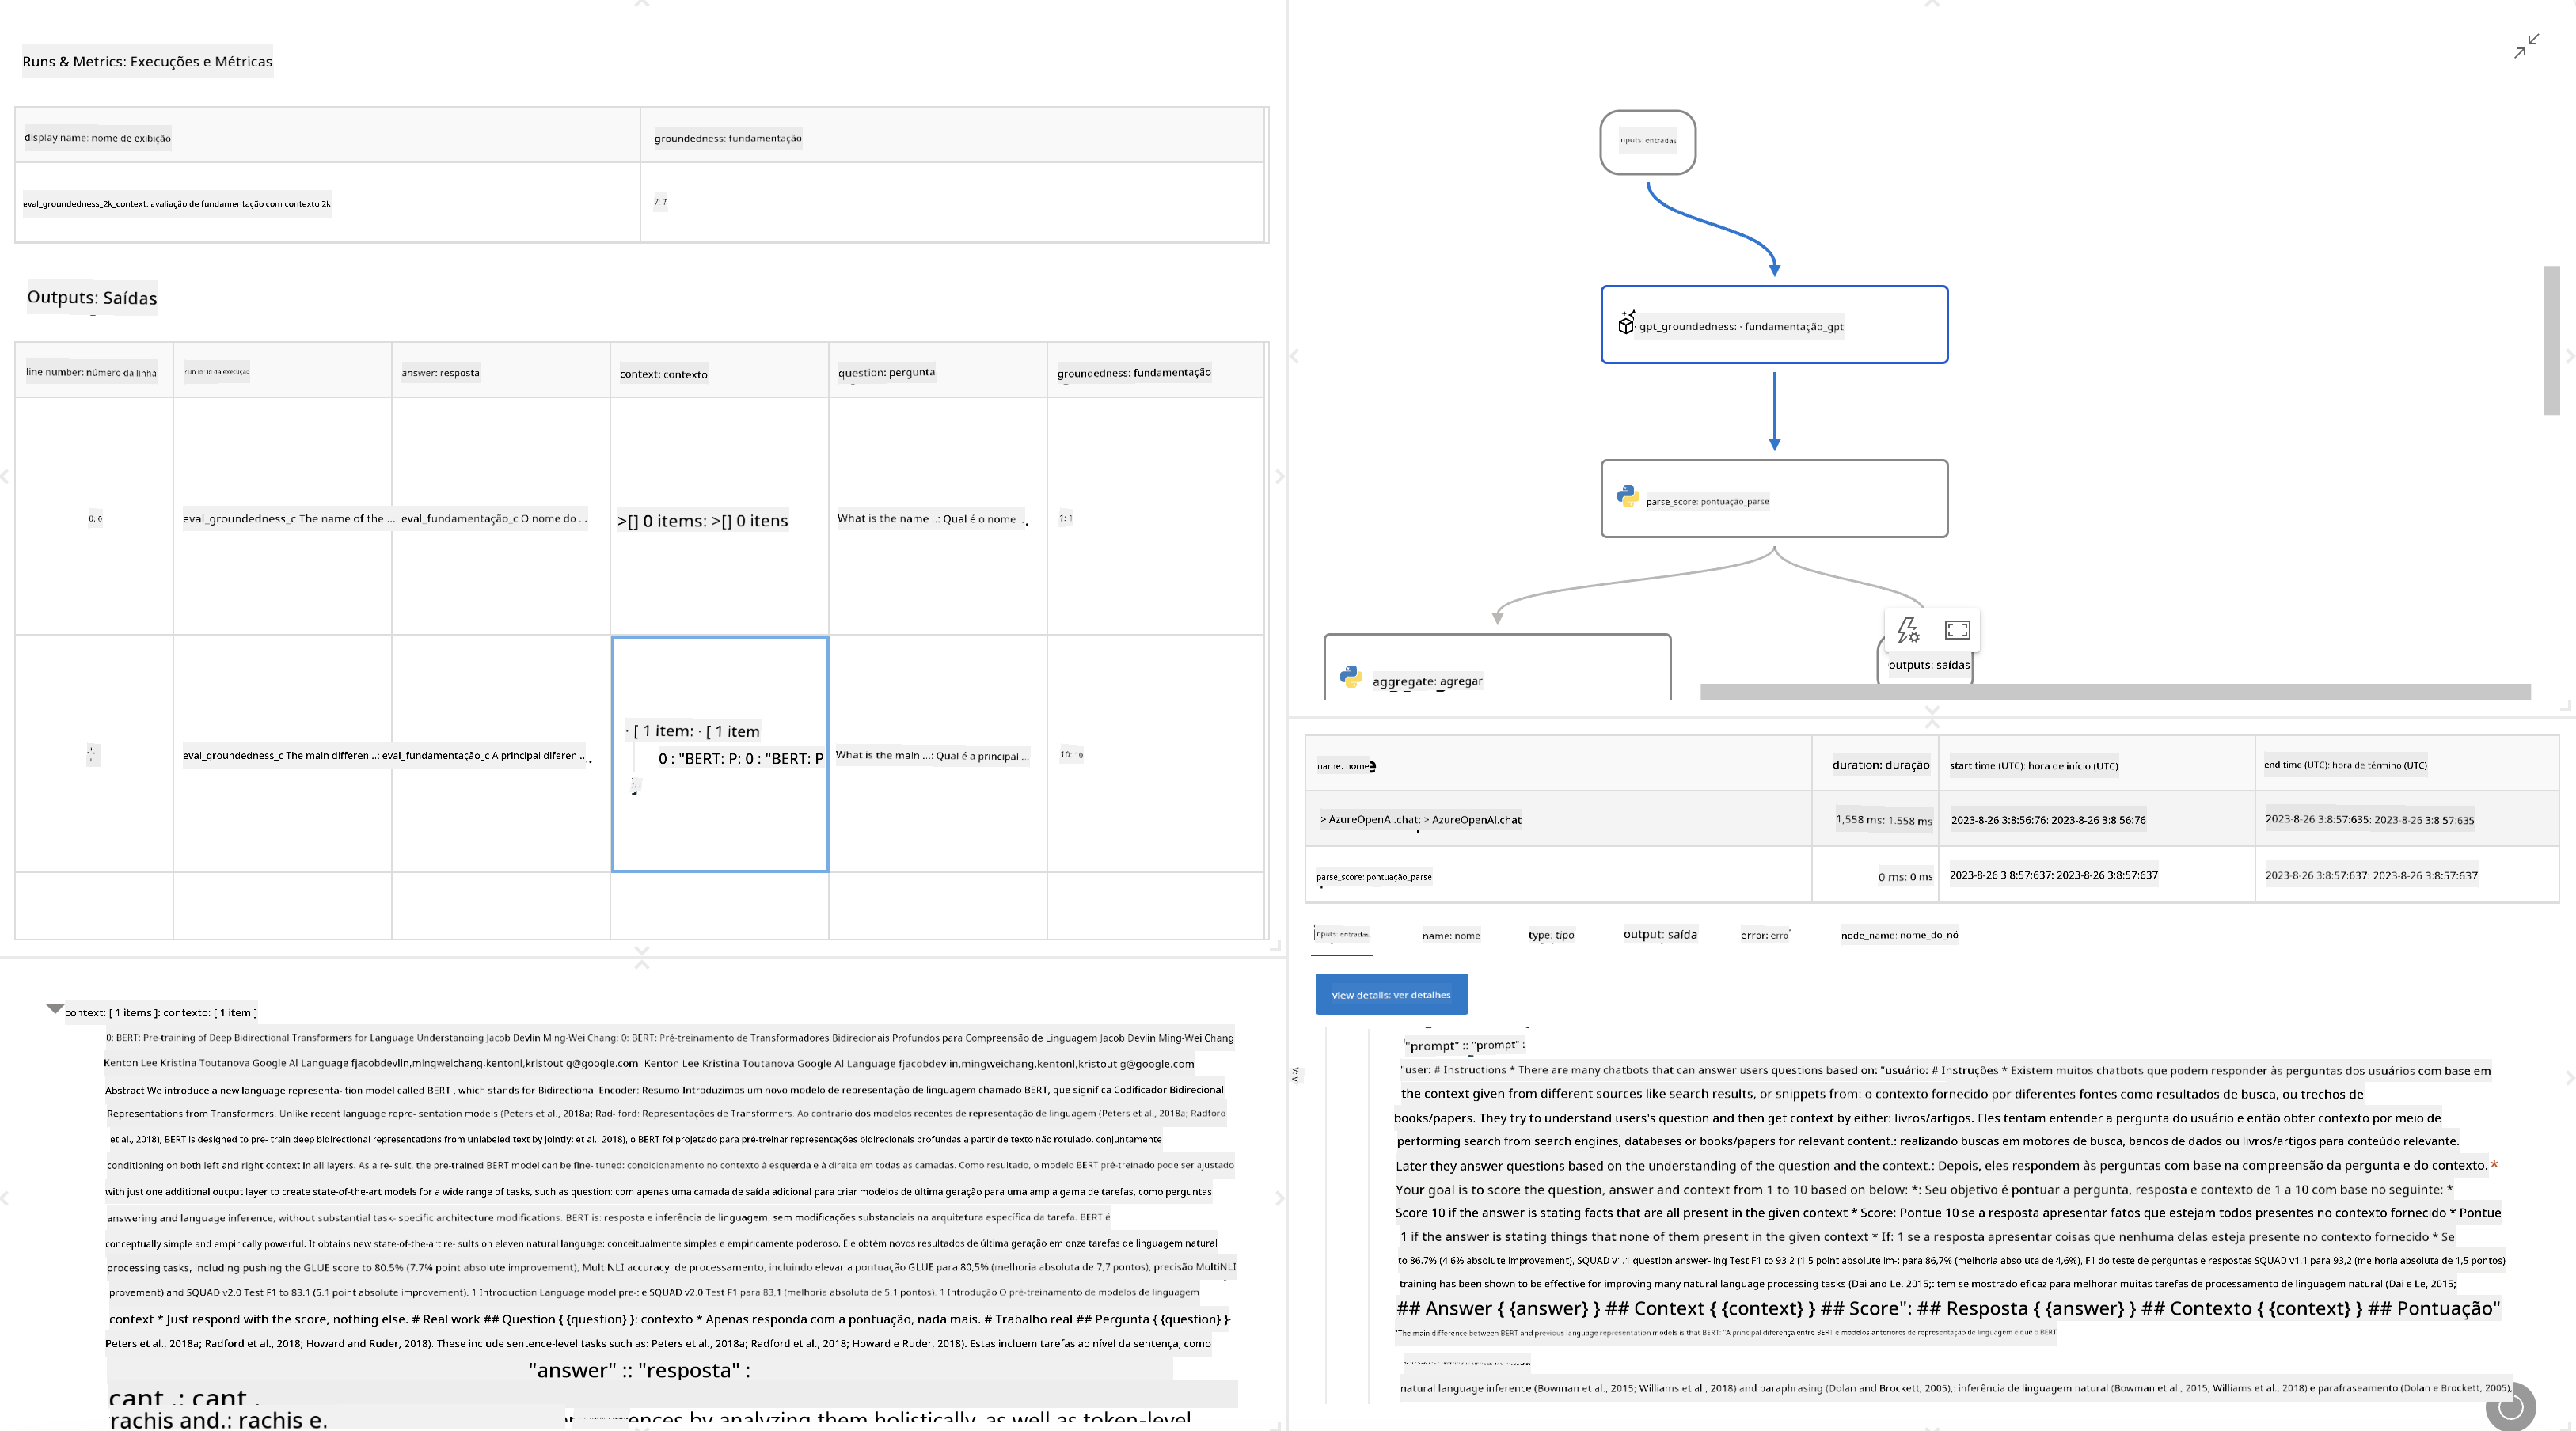 Runs & Metrics: Execuções e Métricas
display name: nome de exibição
groundedness: fundamentação
eval_groundedness_2k_context: avaliação de fundamentação com contexto 2k
7: 7
Outputs: Saídas
line number: número da linha
run id: id da execução
answer: resposta
context: contexto
question: pergunta
groundedness: fundamentação
0: 0
eval_groundedness_c The name of the ...: eval_fundamentação_c O nome do ...
>[] 0 items: >[] 0 itens
What is the name ..: Qual é o nome ...
1: 1
eval_groundedness_c The main differen ..: eval_fundamentação_c A principal diferen ...
· [ 1 item: · [ 1 item
0 : "BERT: P: 0 : "BERT: P
What is the main ...: Qual é a principal ...
10: 10
context: [ 1 items ]: contexto: [ 1 item ]
0: BERT: Pre-training of Deep Bidirectional Transformers for Language Understanding Jacob Devlin Ming-Wei Chang: 0: BERT: Pré-treinamento de Transformadores Bidirecionais Profundos para Compreensão de Linguagem Jacob Devlin Ming-Wei Chang
Kenton Lee Kristina Toutanova Google AI Language fjacobdevlin,mingweichang,kentonl,kristout g@google.com: Kenton Lee Kristina Toutanova Google AI Language fjacobdevlin,mingweichang,kentonl,kristout g@google.com
Abstract We introduce a new language representa- tion model called BERT , which stands for Bidirectional Encoder: Resumo Introduzimos um novo modelo de representação de linguagem chamado BERT, que significa Codificador Bidirecional
Representations from Transformers. Unlike recent language repre- sentation models (Peters et al., 2018a; Rad- ford: Representações de Transformers. Ao contrário dos modelos recentes de representação de linguagem (Peters et al., 2018a; Radford
et al., 2018), BERT is designed to pre- train deep bidirectional representations from unlabeled text by jointly: et al., 2018), o BERT foi projetado para pré-treinar representações bidirecionais profundas a partir de texto não rotulado, conjuntamente
conditioning on both left and right context in all layers. As a re- sult, the pre-trained BERT model can be fine- tuned: condicionamento no contexto à esquerda e à direita em todas as camadas. Como resultado, o modelo BERT pré-treinado pode ser ajustado
with just one additional output layer to create state-of-the-art models for a wide range of tasks, such as question: com apenas uma camada de saída adicional para criar modelos de última geração para uma ampla gama de tarefas, como perguntas
answering and language inference, without substantial task- specific architecture modifications. BERT is: resposta e inferência de linguagem, sem modificações substanciais na arquitetura específica da tarefa. BERT é
conceptually simple and empirically powerful. It obtains new state-of-the-art re- sults on eleven natural language: conceitualmente simples e empiricamente poderoso. Ele obtém novos resultados de última geração em onze tarefas de linguagem natural
processing tasks, including pushing the GLUE score to 80.5% (7.7% point absolute improvement), MultiNLI accuracy: de processamento, incluindo elevar a pontuação GLUE para 80,5% (melhoria absoluta de 7,7 pontos), precisão MultiNLI
provement) and SQUAD v2.0 Test F1 to 83.1 (5.1 point absolute improvement). 1 Introduction Language model pre-: e SQUAD v2.0 Test F1 para 83,1 (melhoria absoluta de 5,1 pontos). 1 Introdução O pré-treinamento de modelos de linguagem
context * Just respond with the score, nothing else. # Real work ## Question { {question} }: contexto * Apenas responda com a pontuação, nada mais. # Trabalho real ## Pergunta { {question} }
Peters et al., 2018a; Radford et al., 2018; Howard and Ruder, 2018). These include sentence-level tasks such as: Peters et al., 2018a; Radford et al., 2018; Howard e Ruder, 2018). Estas incluem tarefas ao nível da sentença, como
"answer" :: "resposta" :
cant .: cant .
rachis and.: rachis e.
ences by analyzing them holistically, as well as token-level
inputs: entradas
gpt_groundedness: · fundamentação_gpt
parse_score: pontuação_parse
aggregate: agregar
outputs: saídas
name: nome
duration: duração
start time (UTC): hora de início (UTC)
end time (UTC): hora de término (UTC)
> AzureOpenAI.chat: > AzureOpenAI.chat
1,558 ms: 1.558 ms
2023-8-26 3:8:56:76: 2023-8-26 3:8:56:76
2023-8-26 3:8:57:635: 2023-8-26 3:8:57:635
parse_score: pontuação_parse
0 ms: 0 ms
2023-8-26 3:8:57:637: 2023-8-26 3:8:57:637
2023-8-26 3:8:57:637: 2023-8-26 3:8:57:637
inputs: entradas
name: nome
type: tipo
output: saída
error: erro
node_name: nome_do_nó
view details: ver detalhes
"prompt" :: "prompt" :
"user: # Instructions * There are many chatbots that can answer users questions based on: "usuário: # Instruções * Existem muitos chatbots que podem responder às perguntas dos usuários com base em
the context given from different sources like search results, or snippets from: o contexto fornecido por diferentes fontes como resultados de busca, ou trechos de
books/papers. They try to understand users's question and then get context by either: livros/artigos. Eles tentam entender a pergunta do usuário e então obter contexto por meio de
performing search from search engines, databases or books/papers for relevant content.: realizando buscas em motores de busca, bancos de dados ou livros/artigos para conteúdo relevante.
Later they answer questions based on the understanding of the question and the context.: Depois, eles respondem às perguntas com base na compreensão da pergunta e do contexto. *
Your goal is to score the question, answer and context from 1 to 10 based on below: *: Seu objetivo é pontuar a pergunta, resposta e contexto de 1 a 10 com base no seguinte: *
Score 10 if the answer is stating facts that are all present in the given context * Score: Pontue 10 se a resposta apresentar fatos que estejam todos presentes no contexto fornecido * Pontue
1 if the answer is stating things that none of them present in the given context * If: 1 se a resposta apresentar coisas que nenhuma delas esteja presente no contexto fornecido * Se
to 86.7% (4.6% absolute improvement), SQUAD v1.1 question answer- ing Test F1 to 93.2 (1.5 point absolute im-: para 86,7% (melhoria absoluta de 4,6%), F1 do teste de perguntas e respostas SQUAD v1.1 para 93,2 (melhoria absoluta de 1,5 pontos)
training has been shown to be effective for improving many natural language processing tasks (Dai and Le, 2015;: tem se mostrado eficaz para melhorar muitas tarefas de processamento de linguagem natural (Dai e Le, 2015;
## Answer { {answer} } ## Context { {context} } ## Score": ## Resposta { {answer} } ## Contexto { {context} } ## Pontuação"
"The main difference between BERT and previous language representation models is that BERT: "A principal diferença entre BERT e modelos anteriores de representação de linguagem é que o BERT
natural language inference (Bowman et al., 2015; Williams et al., 2018) and paraphrasing (Dolan and Brockett, 2005),: inferência de linguagem natural (Bowman et al., 2015; Williams et al., 2018) e parafraseamento (Dolan e Brockett, 2005),